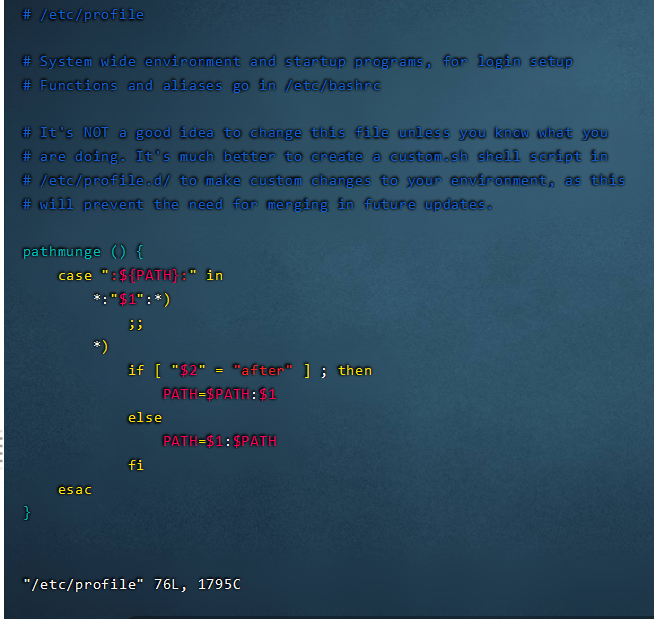 # /etc/profile
# System wide environment and startup programs, for login setup
# Functions and aliases go in /etc/bashrc
# It's NOT a good idea to change this file unless you know what you
# are doing. It's much better to create a custom.sh shell script in
# /etc/profile.d/ to make custom changes to your environment, as this
# will prevent the need for merging in future updates.
pathmunge () {
    case ":${PATH}:" in
        *:"$1":*)
            ;;
        *)
            if [ "$2" = "after" ] ; then
                PATH=$PATH:$1
            else
                PATH=$1:$PATH
            fi
    esac
}
"/etc/profile" 76L, 1795C